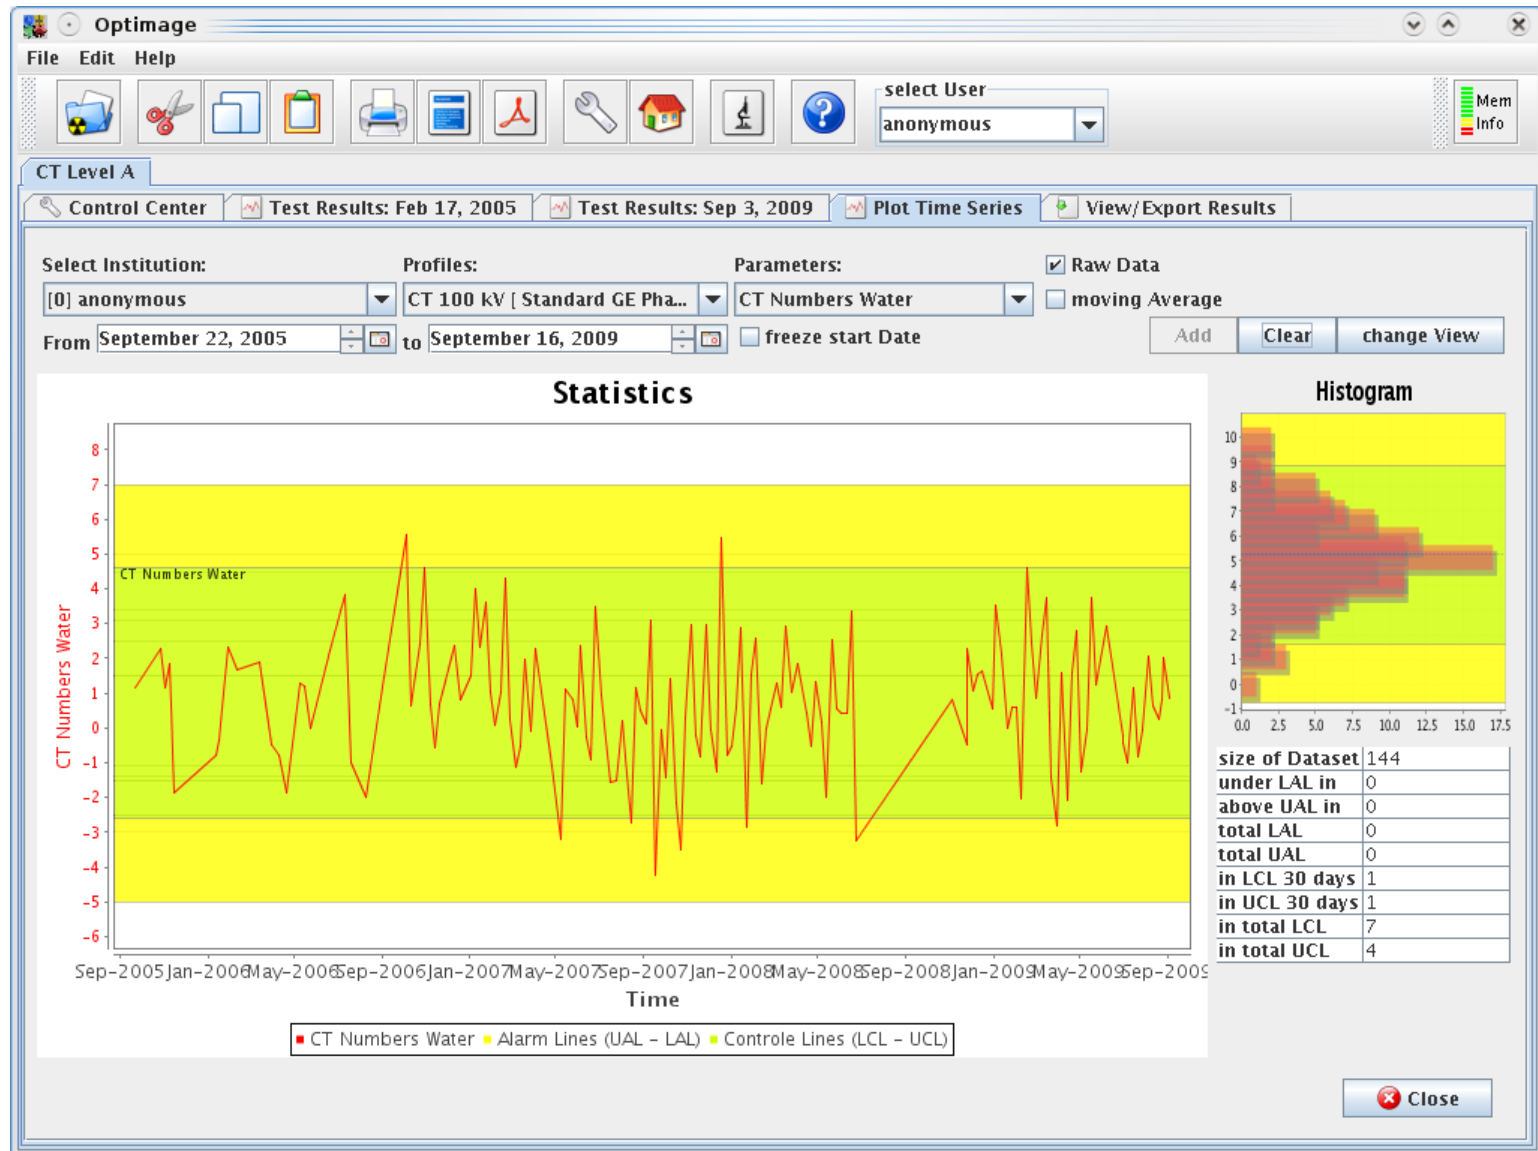 Optimage
File Edit Help
select User
anonymous
Mem
Info
CT Level A
Control Center Test Results: Feb 17, 2005 Test Results: Sep 3, 2009 Plot Time Series View/Export Results
Select Institution: Profiles: Parameters: Raw Data
[0] anonymous CT 100 kV [ Standard GE Pha... CT Numbers Water moving Average
From September 22, 2005 to September 16, 2009 freeze start Date Add Clear change View
Statistics
8
7
6
5
4
3
2
1
0
-1
-2
-3
-4
-5
-6
CT Numbers Water
CT Numbers Water
Sep-2005 Jan-2006 May-2006 Sep-2006 Jan-2007 May-2007 Sep-2007 Jan-2008 May-2008 Sep-2008 Jan-2009 May-2009 Sep-2009
Time
CT Numbers Water Alarm Lines (UAL - LAL) Controle Lines (LCL - UCL)
Histogram
10
9
8
7
6
5
4
3
2
1
0
-1
0.0 2.5 5.0 7.5 10.0 12.5 15.0 17.5
size of Dataset 144
under LAL in 0
above UAL in 0
total LAL 0
total UAL 0
in LCL 30 days 1
in UCL 30 days 1
in total LCL 7
in total UCL 4
Close